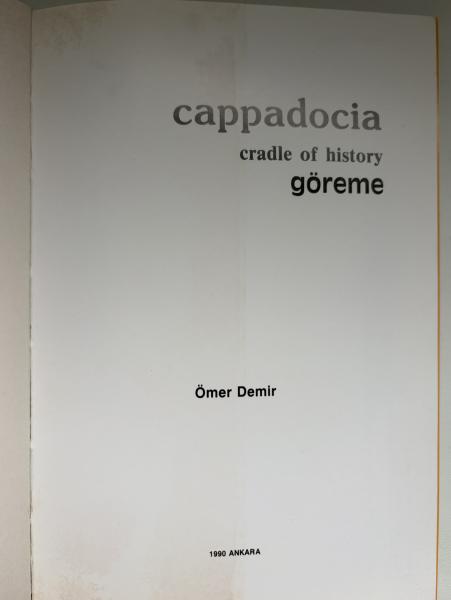 cappadocia
cradle of history
göreme
Ömer Demir
1990 ANKARA